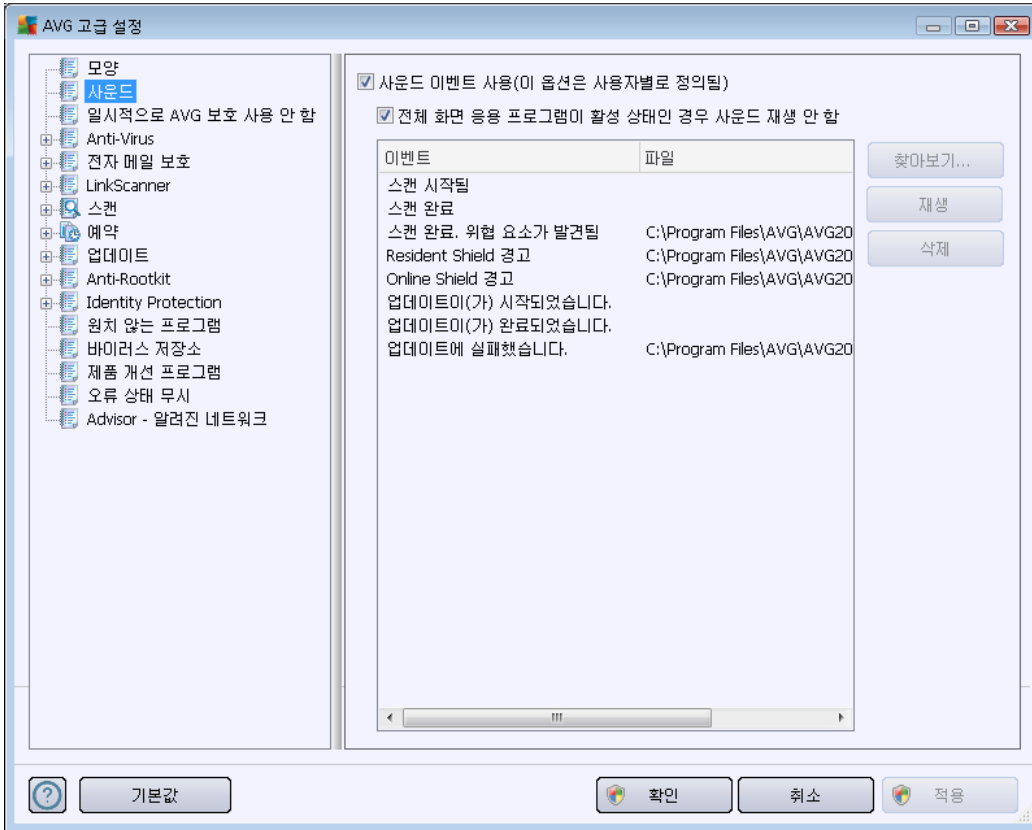 AVG 고급 설정
모양
사운드
일시적으로 AVG 보호 사용 안 함
Anti-Virus
전자 메일 보호
LinkScanner
스캔
예약
업데이트
Anti-Rootkit
Identity Protection
원치 않는 프로그램
바이러스 저장소
제품 개선 프로그램
오류 상태 무시
Advisor - 알려진 네트워크
사운드 이벤트 사용(이 옵션은 사용자별로 정의됨)
전체 화면 응용 프로그램이 활성 상태인 경우 사운드 재생 안 함
이벤트 파일
스캔 시작됨
스캔 완료
스캔 완료. 위협 요소가 발견됨 C:\Program Files\AVG\AVG20
Resident Shield 경고 C:\Program Files\AVG\AVG20
Online Shield 경고 C:\Program Files\AVG\AVG20
업데이트이(가) 시작되었습니다.
업데이트이(가) 완료되었습니다.
업데이트에 실패했습니다. C:\Program Files\AVG\AVG20
찾아보기...
재생
삭제
기본값 확인 취소 적용